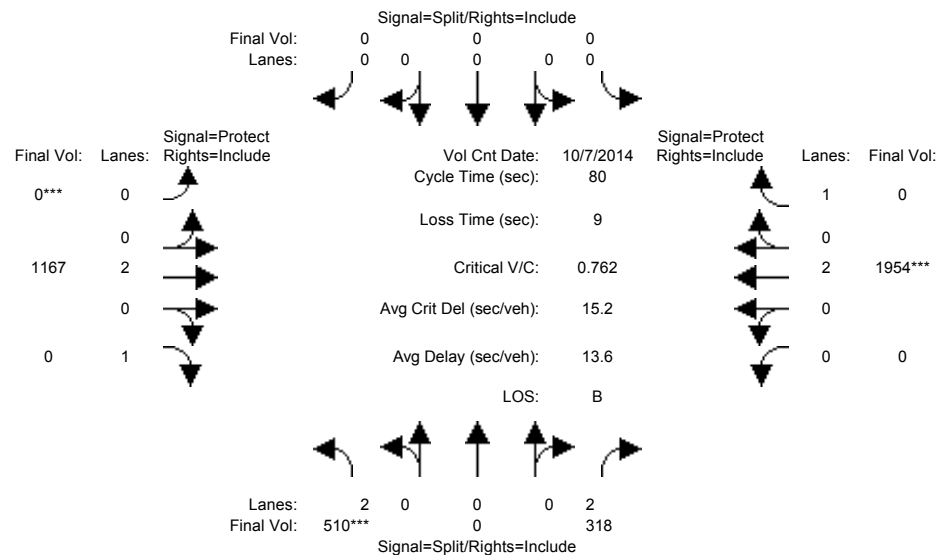 Signal=Split/Rights=Include
Final Vol: 0 0 0
Lanes: 0 0 0 0 0
Signal=Protect Signal=Protect
Final Vol: Lanes: Rights=Include Vol Cnt Date: 10/7/2014 Rights=Include Lanes: Final Vol:
Cycle Time (sec): 80
0*** 0 1 0
Loss Time (sec): 9
0 0
1167 2 Critical V/C: 0.762 2 1954***
0 Avg Crit Del (sec/veh): 15.2 0
0 1 Avg Delay (sec/veh): 13.6 0 0
LOS: B
Lanes: 2 0 0 0 2
Final Vol: 510*** 0 318
Signal=Split/Rights=Include